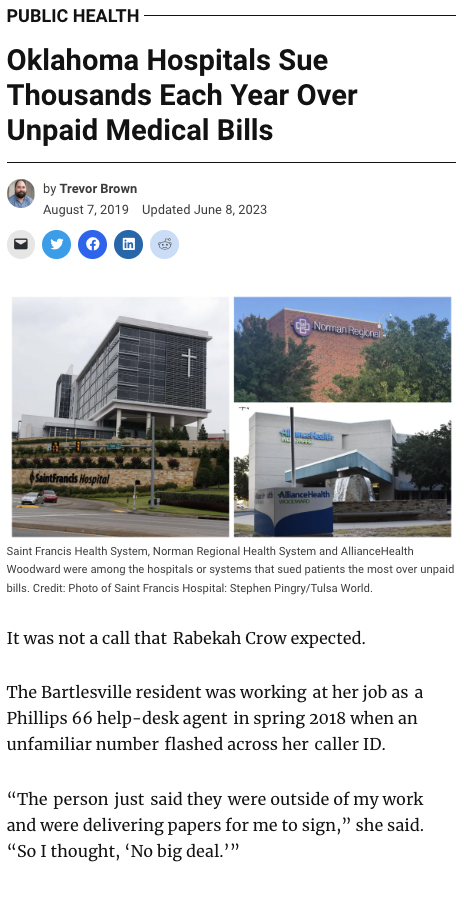 PUBLIC HEALTH
Oklahoma Hospitals Sue
Thousands Each Year Over
Unpaid Medical Bills
by Trevor Brown
August 7, 2019 Updated June 8, 2023
Norman Regional
AllianceHealth
SaintFrancis Hospital
AllianceHealth
WOODWARD
Saint Francis Health System, Norman Regional Health System and AllianceHealth
Woodward were among the hospitals or systems that sued patients the most over unpaid
bills. Credit: Photo of Saint Francis Hospital: Stephen Pingry/Tulsa World.
It was not a call that Rabekah Crow expected.
The Bartlesville resident was working at her job as a
Phillips 66 help-desk agent in spring 2018 when an
unfamiliar number flashed across her caller ID.
“The person just said they were outside of my work
and were delivering papers for me to sign,” she said.
“So I thought, ‘No big deal.’”